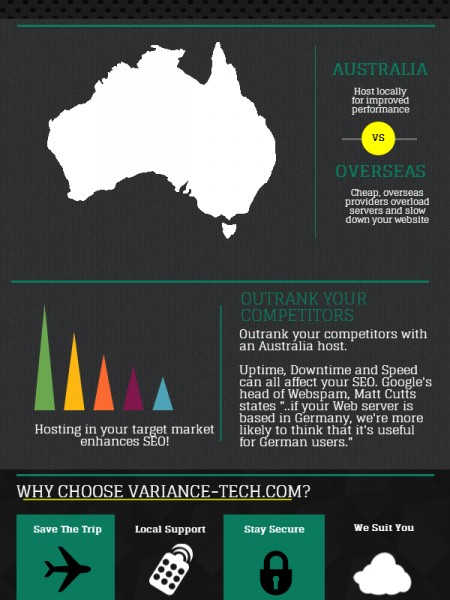 AUSTRALIA
Host locally
for improved
performance
VS
OVERSEAS
Cheap, overseas
providers overload
servers and slow
down your website
OUTRANK YOUR
COMPETITORS
Outrank your competitors with
an Australia host.
Uptime, Downtime and Speed
can all affect your SEO. Google's
head of Webspam, Matt Cutts
states "..if your Web server is
based in Germany, we're more
likely to think that it's useful
for German users."
Hosting in your target market
enhances SEO!
WHY CHOOSE VARIANCE-TECH.COM?
Save The Trip
Local Support
Stay Secure
We Suit You